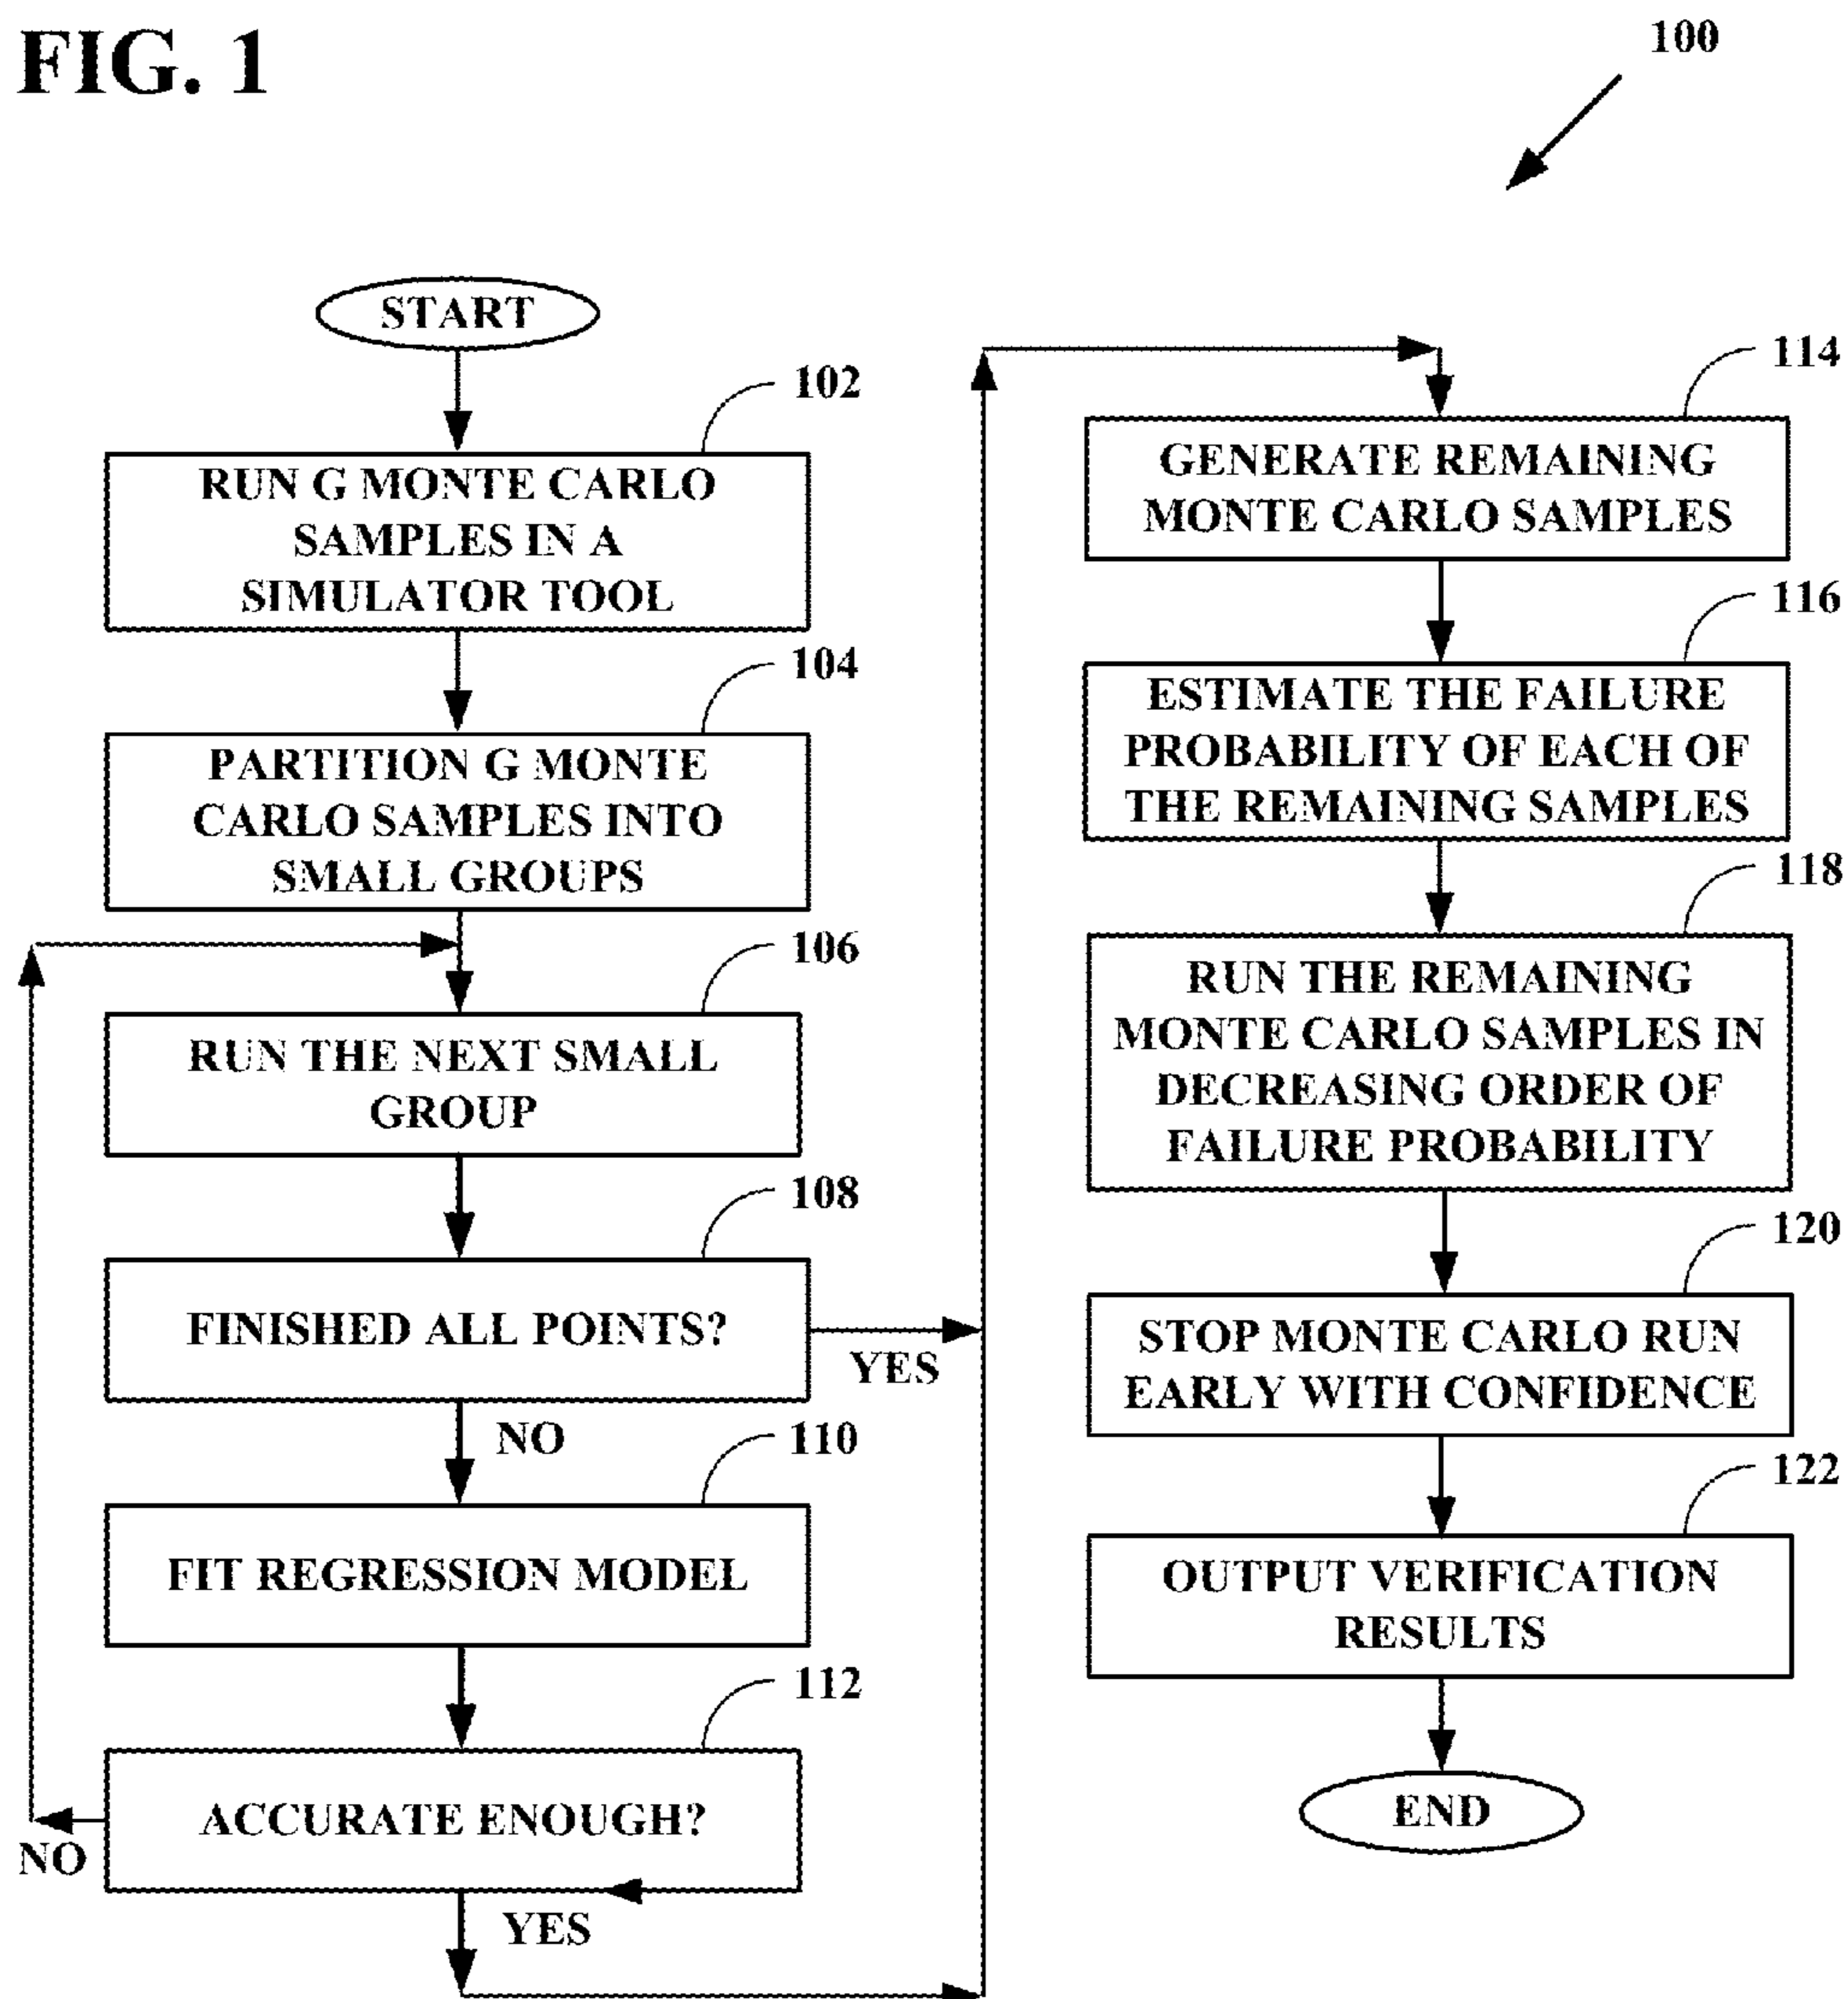 FIG. 1
100
START
102
RUN G MONTE CARLO
SAMPLES IN A
SIMULATOR TOOL
104
PARTITION G MONTE
CARLO SAMPLES INTO
SMALL GROUPS
106
RUN THE NEXT SMALL
GROUP
108
FINISHED ALL POINTS?
YES
NO
110
FIT REGRESSION MODEL
112
ACCURATE ENOUGH?
NO
YES
114
GENERATE REMAINING
MONTE CARLO SAMPLES
116
ESTIMATE THE FAILURE
PROBABILITY OF EACH OF
THE REMAINING SAMPLES
118
RUN THE REMAINING
MONTE CARLO SAMPLES IN
DECREASING ORDER OF
FAILURE PROBABILITY
120
STOP MONTE CARLO RUN
EARLY WITH CONFIDENCE
122
OUTPUT VERIFICATION
RESULTS
END